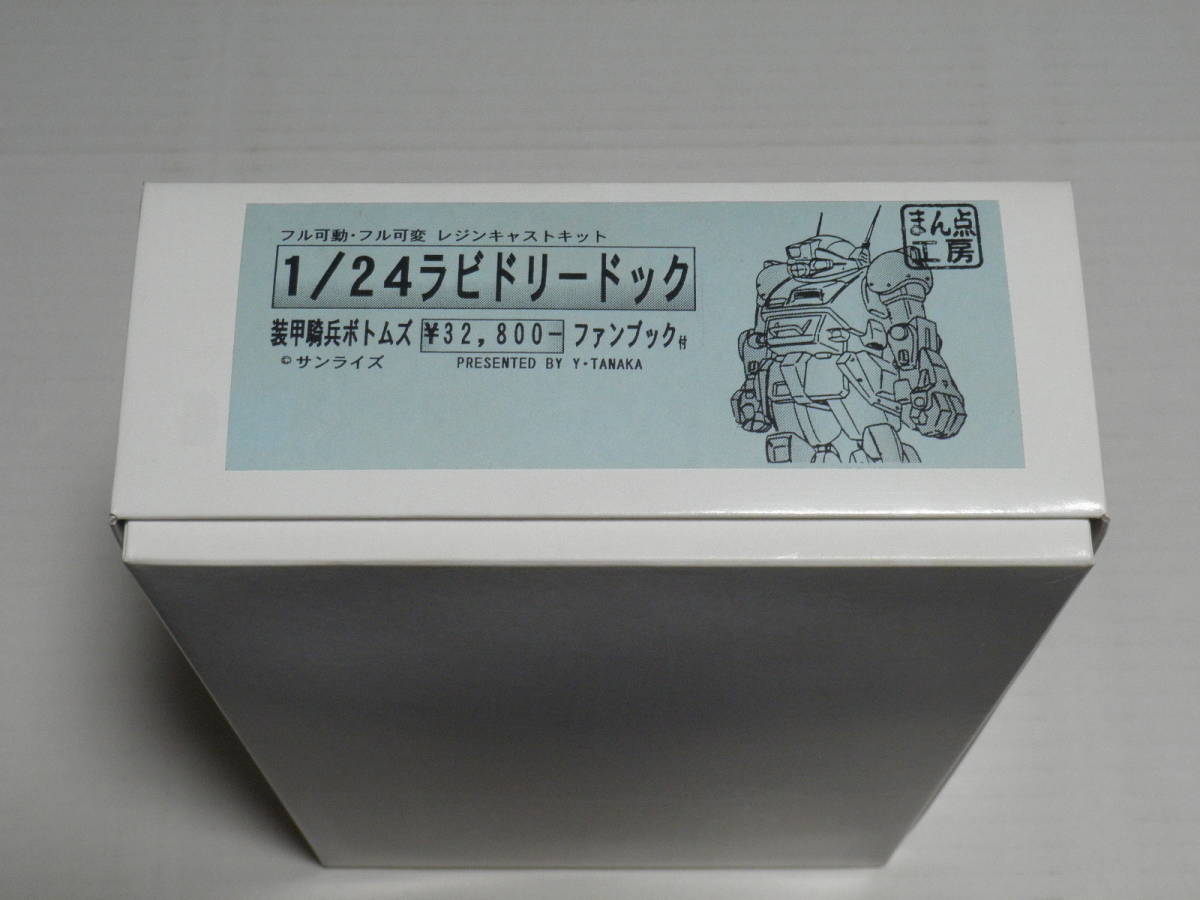 フル可動・フル可変 レジンキャストキット
1/24ラビドリードック
装甲騎兵ボトムズ ¥32,800- ファンブック付
©サンライズ PRESENTED BY Y・TANAKA
まん点
工房